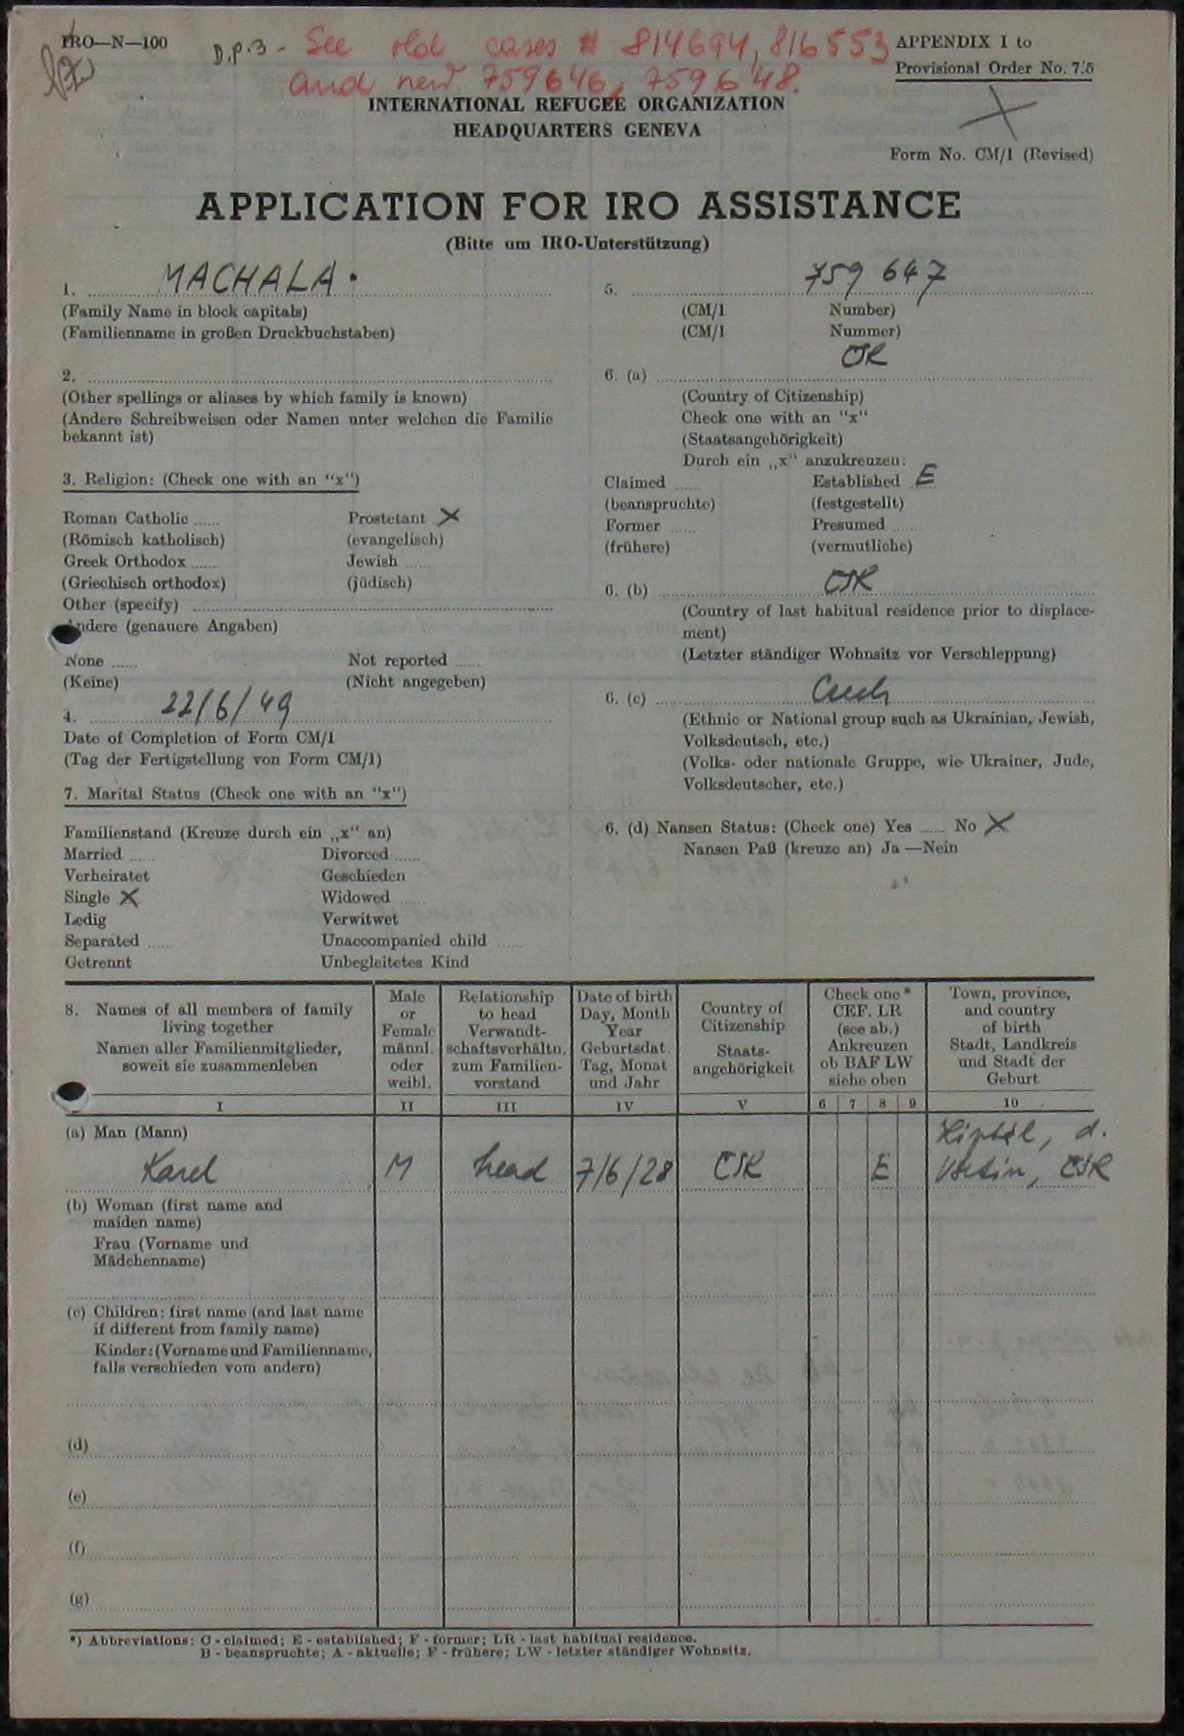 IRO—N—100
D.P.3 - See old cases # 814694, 816553
and new 759646, 759648.
APPENDIX I to
Provisional Order No. 75
INTERNATIONAL REFUGEE ORGANIZATION
HEADQUARTERS GENEVA
Form No. CM/1 (Revised)
APPLICATION FOR IRO ASSISTANCE
(Bitte um IRO-Unterstützung)
1. MACHALA.
(Family Name in block capitals)
(Familienname in großen Druckbuchstaben)
2.
(Other spellings or aliases by which family is known)
(Andere Schreibweisen oder Namen unter welchen die Familie
bekannt ist)
3. Religion: (Check one with an "x")
Roman Catholic ...... Prostetant X
(Römisch katholisch) (evangelisch)
Greek Orthodox ...... Jewish ......
(Griechisch orthodox) (jüdisch)
Other (specify)
Andere (genauere Angaben)
None ...... Not reported ......
(Keine) (Nicht angegeben)
4. 22/6/49
Date of Completion of Form CM/1
(Tag der Fertigstellung von Form CM/1)
7. Marital Status (Check one with an "x")
Familienstand (Kreuze durch ein „x" an)
Married ...... Divorced ......
Verheiratet Geschieden
Single X Widowed
Ledig Verwitwet
Separated ...... Unaccompanied child ......
Getrennt Unbegleitetes Kind
5. 759 647
(CM/1 Number)
(CM/1 Nummer)
6. (a) ČSR
(Country of Citizenship)
Check one with an "x"
(Staatsangehörigkeit)
Durch ein „x" anzukreuzen:
Claimed ...... Established E
(beanspruchte) (festgestellt)
Former ...... Presumed ......
(frühere) (vermutliche)
6. (b) ČSR
(Country of last habitual residence prior to displace-
ment)
(Letzter ständiger Wohnsitz vor Verschleppung)
6. (c) Czech
(Ethnic or National group such as Ukrainian, Jewish,
Volksdeutsch, etc.)
(Volks- oder nationale Gruppe, wie Ukrainer, Jude,
Volksdeutscher, etc.)
6. (d) Nansen Status: (Check one) Yes ...... No X
Nansen Paß (kreuze an) Ja —Nein
8. Names of all members of family
living together
Namen aller Familienmitglieder,
soweit sie zusammenleben
Male
or
Female
männl.
oder
weibl.
Relationship
to head
Verwandt-
schaftsverhältn.
zum Familien-
vorstand
Date of birth
Day, Month
Year
Geburtsdat.
Tag, Monat
und Jahr
Country of
Citizenship
Staats-
angehörigkeit
Check one *
CEF. LR
(see ab.)
Ankreuzen
ob BAF LW
siehe oben
Town, province,
and country
of birth
Stadt, Landkreis
und Stadt der
Geburt
I II III IV V 6 7 8 9 10
(a) Man (Mann)
Karel M head 7/6/28 ČSR E Liptál, d.
Vsetín, ČSR
(b) Woman (first name and
maiden name)
Frau (Vorname und
Mädchenname)
(c) Children: first name (and last name
if different from family name)
Kinder: (Vorname und Familienname,
falls verschieden vom andern)
(d)
(e)
(f)
(g)
*) Abbreviations: C - claimed; E - established; F - former; LR - last habitual residence.
B - beanspruchte; A - aktuelle; F - frühere; LW - letzter ständiger Wohnsitz.